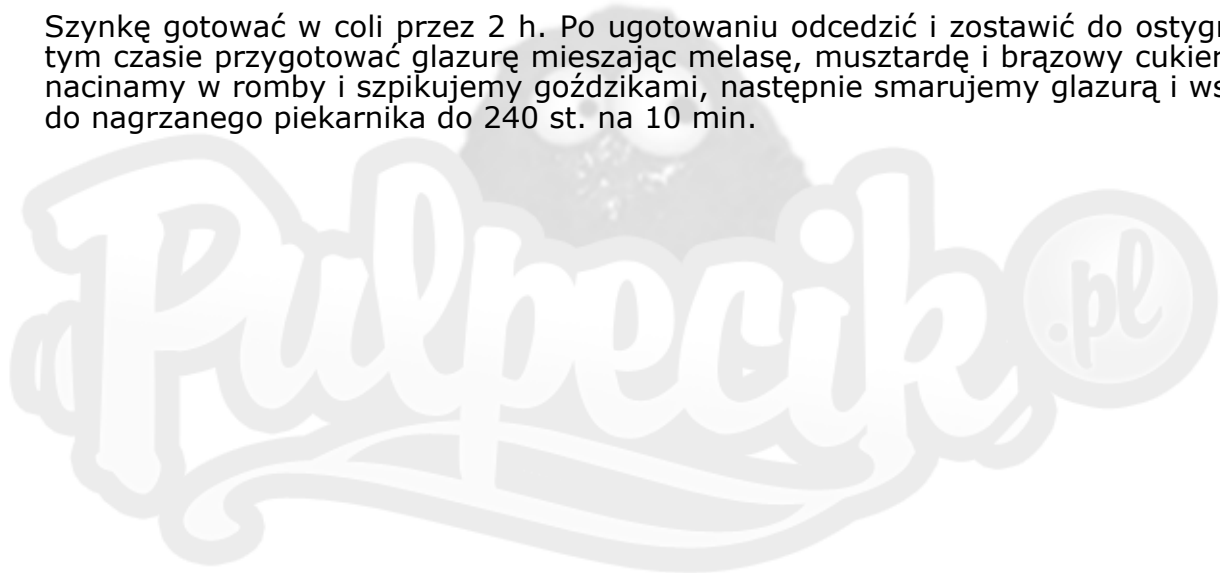 Szynkę gotować w coli przez 2 h. Po ugotowaniu odcedzić i zostawić do
tym czasie przygotować glazurę mieszając melasę, musztardę i brązowy cukier
nacinamy w romby i szpikujemy goździkami, następnie smarujemy glazurą i
do nagrzanego piekarnika do 240 st. na 10 min.
Pulpecik.pl